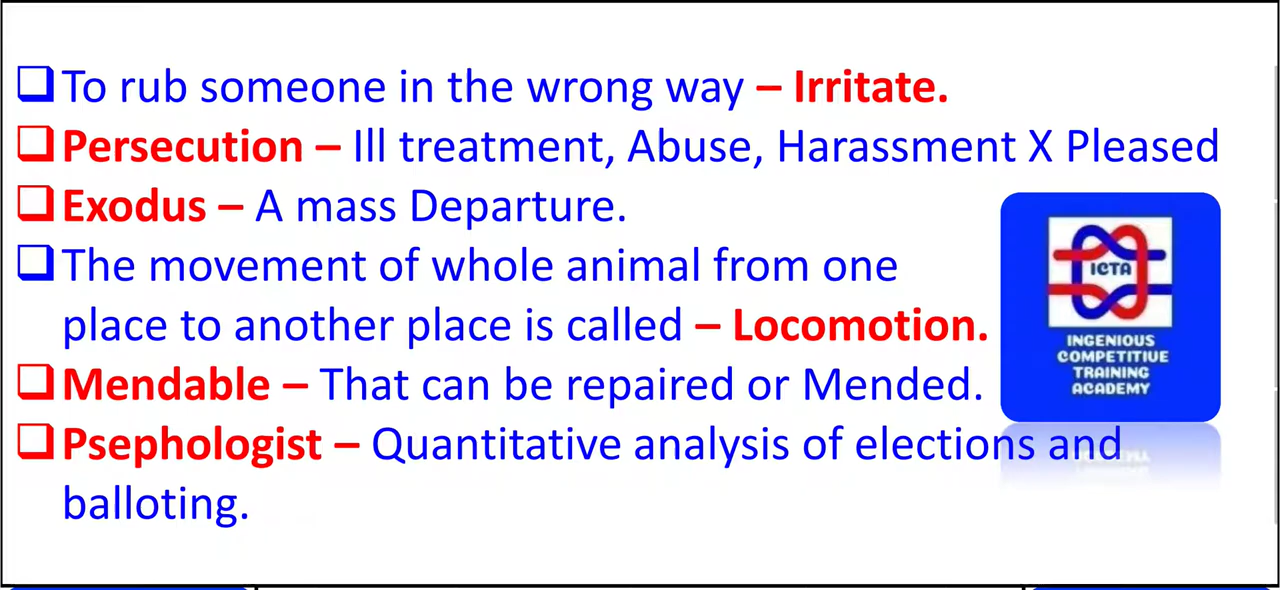 To rub someone in the wrong way – Irritate.
Persecution – Ill treatment, Abuse, Harassment X Pleased
Exodus – A mass Departure.
The movement of whole animal from one
place to another place is called – Locomotion.
Mendable – That can be repaired or Mended.
Psephologist – Quantitative analysis of elections and
balloting.
ICTA
INGENIOUS
COMPETITIVE
TRAINING
ACADEMY